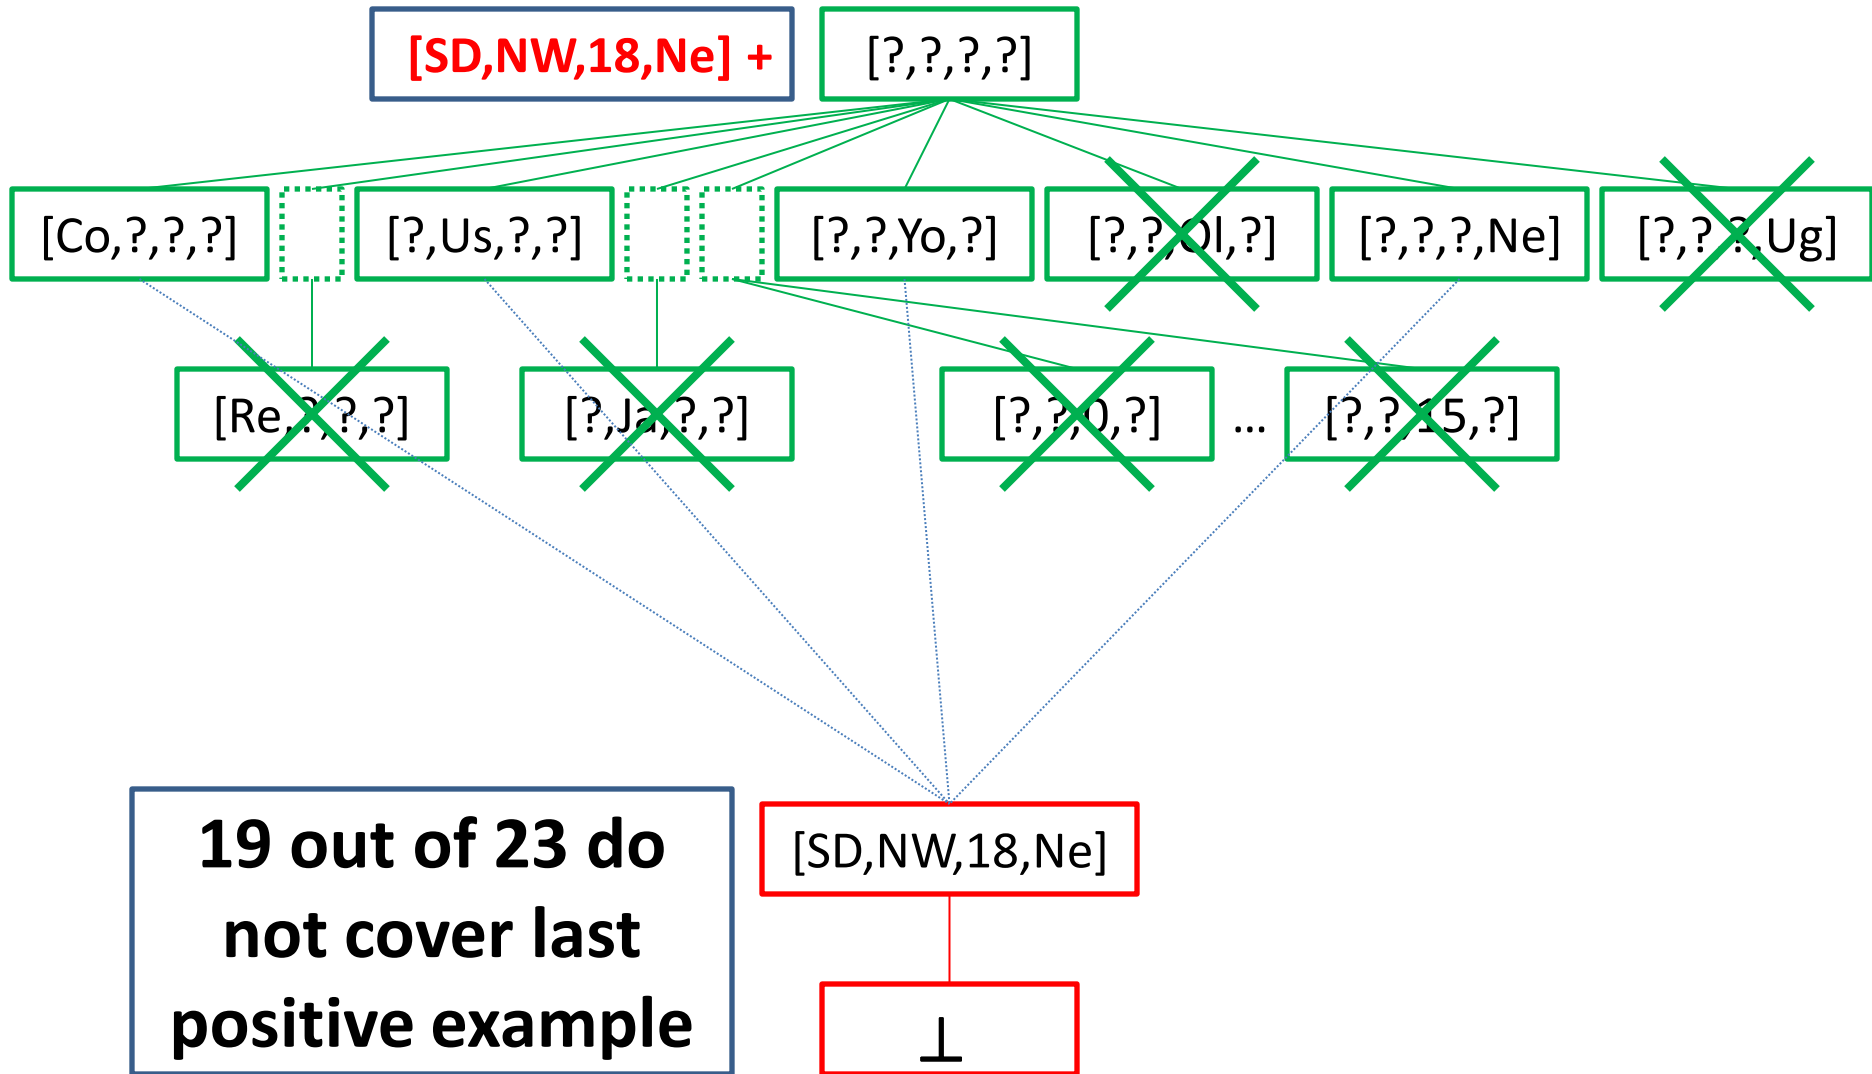 [SD,NW,18,Ne] +
[?,?,?,?]
[Co,?,?,?]
[?,Us,?,?]
[?,?,Yo,?]
[?,?,Ol,?]
[?,?,?,Ne]
[?,?,?,Ug]
[Re,?,?,?]
[?,Ja,?,?]
[?,?,0,?]
...
[?,?,15,?]
19 out of 23 do
not cover last
positive example
[SD,NW,18,Ne]
⊥